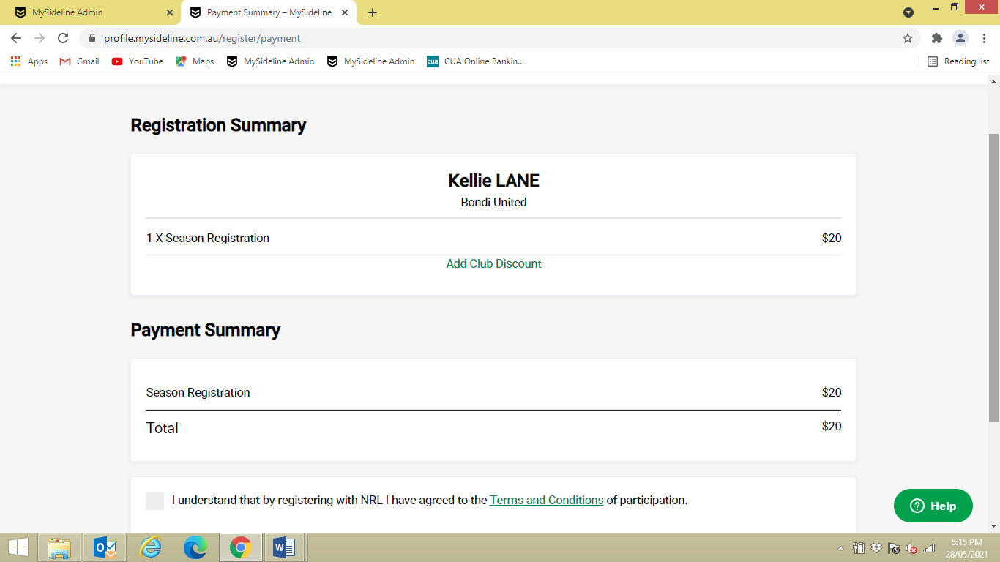 MySideline Admin
Payment Summary – MySideline
profile.mysideline.com.au/register/payment
Apps Gmail YouTube Maps MySideline Admin MySideline Admin cua CUA Online Bankin... Reading list
Registration Summary
Kellie LANE
Bondi United
1 X Season Registration $20
Add Club Discount
Payment Summary
Season Registration $20
Total $20
I understand that by registering with NRL I have agreed to the Terms and Conditions of participation.
Help
5:15 PM
28/05/2021